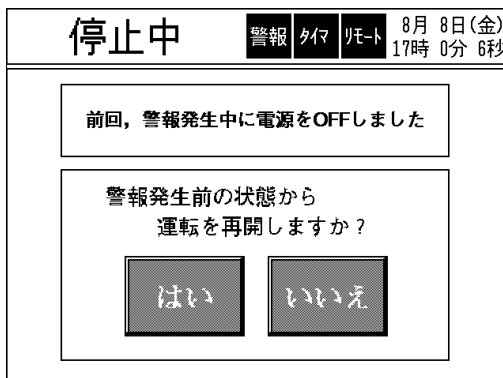 停止中
警報 タイマ リモート
8月 8日(金)
17時 0分 6秒
前回，警報発生中に電源をOFFしました
警報発生前の状態から
運転を再開しますか？
はい
いいえ